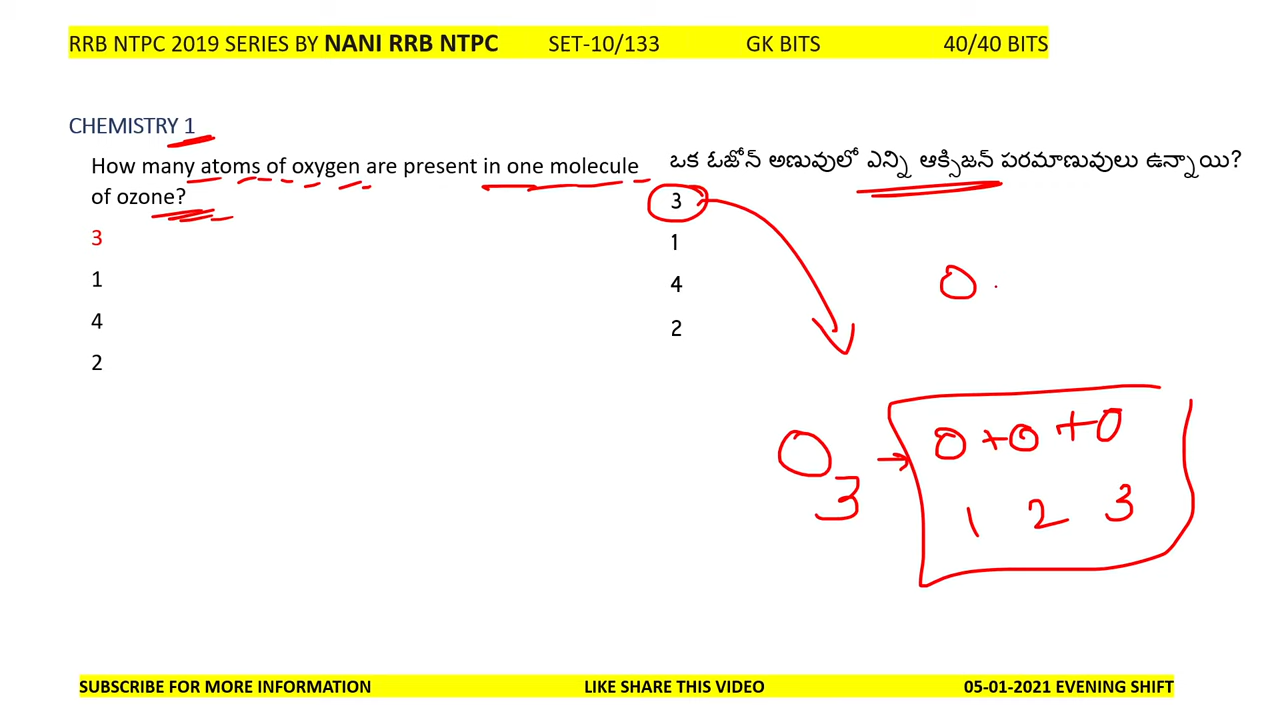 RRB NTPC 2019 SERIES BY NANI RRB NTPC SET-10/133 GK BITS 40/40 BITS
CHEMISTRY 1
How many atoms of oxygen are present in one molecule
of ozone?
3
1
4
2
ఒక ఓజోన్ అణువులో ఎన్ని ఆక్సిజన్ పరమాణువులు ఉన్నాయి?
3
1
4
2
O
O3 → O + O + O
1 2 3
SUBSCRIBE FOR MORE INFORMATION LIKE SHARE THIS VIDEO 05-01-2021 EVENING SHIFT